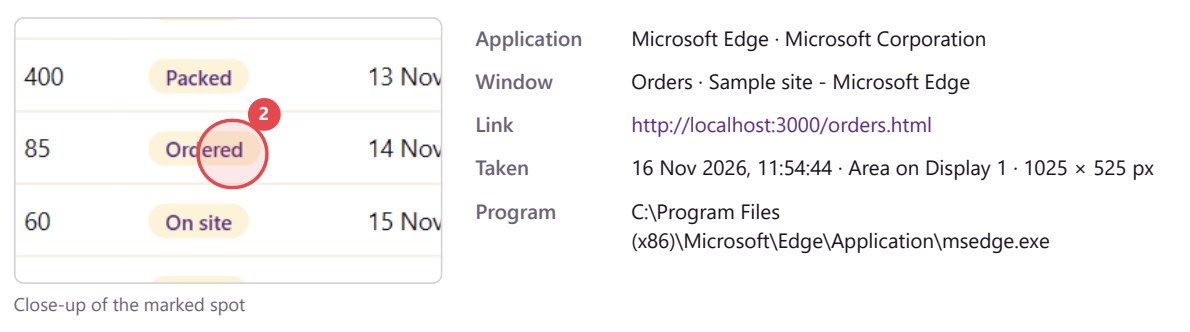 400 Packed 13 Nov
2
85 Ordered 14 Nov
60 On site 15 Nov
Close-up of the marked spot
Application Microsoft Edge · Microsoft Corporation
Window Orders · Sample site - Microsoft Edge
Link http://localhost:3000/orders.html
Taken 16 Nov 2026, 11:54:44 · Area on Display 1 · 1025 × 525 px
Program C:\Program Files
(x86)\Microsoft\Edge\Application\msedge.exe